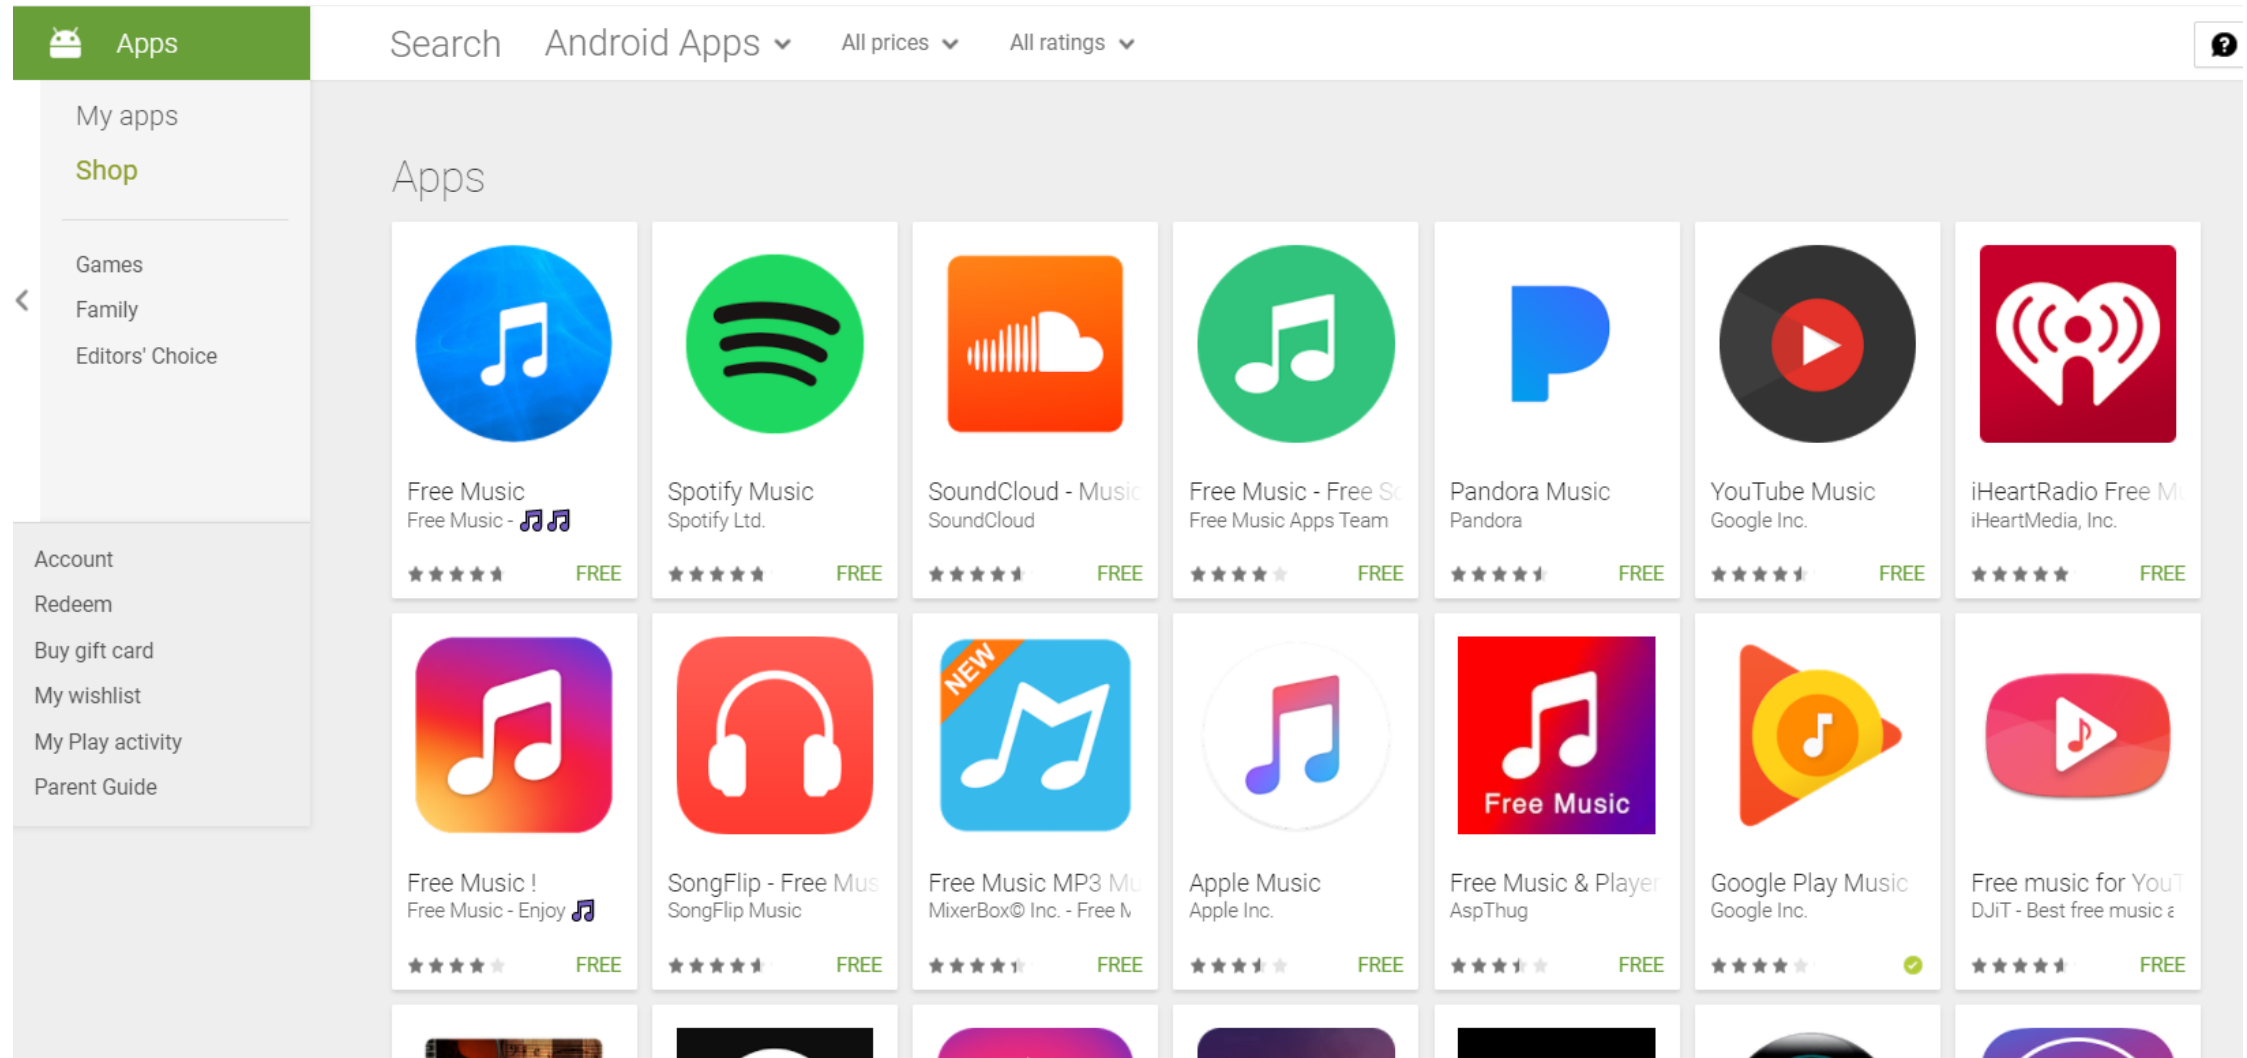 Apps
Search
Android Apps
All prices
All ratings
?
My apps
Shop
Games
Family
Editors' Choice
Account
Redeem
Buy gift card
My wishlist
My Play activity
Parent Guide
Apps
Free Music
Free Music - 🎵🎵
FREE
Spotify Music
Spotify Ltd.
FREE
SoundCloud - Music
SoundCloud
FREE
Free Music - Free So
Free Music Apps Team
FREE
Pandora Music
Pandora
FREE
YouTube Music
Google Inc.
FREE
iHeartRadio Free Mu
iHeartMedia, Inc.
FREE
Free Music !
Free Music - Enjoy 🎵
FREE
SongFlip - Free Mus
SongFlip Music
FREE
NEW
Free Music MP3 Mu
MixerBox© Inc. - Free M
FREE
Apple Music
Apple Inc.
FREE
Free Music
Free Music & Player
AspThug
FREE
Google Play Music
Google Inc.
Free music for YouT
DJiT - Best free music a
FREE